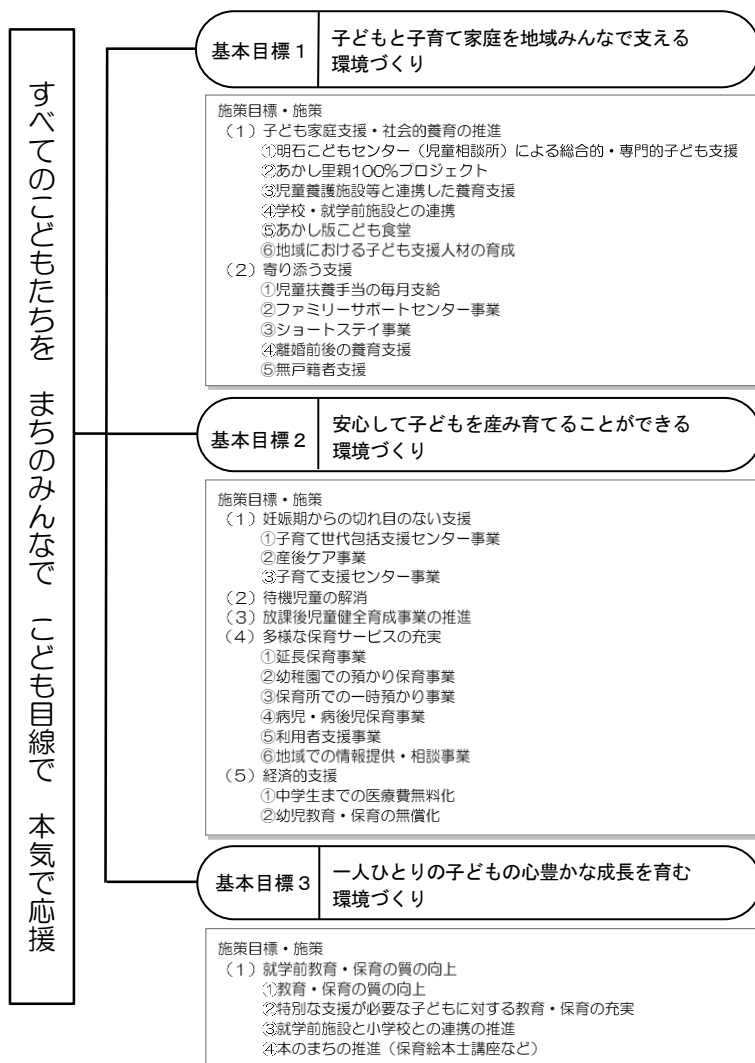 すべてのこどもたちを まちのみんなで こども目線で 本気で応援
基本目標1
子どもと子育て家庭を地域みんなで支える
環境づくり
施策目標・施策
(1)子ども家庭支援・社会的養育の推進
①明石こどもセンター(児童相談所)による総合的・専門的子ども支援
②あかし里親100%プロジェクト
③児童養護施設等と連携した養育支援
④学校・就学前施設との連携
⑤あかし版こども食堂
⑥地域における子ども支援人材の育成
(2)寄り添う支援
①児童扶養手当の毎月支給
②ファミリーサポートセンター事業
③ショートステイ事業
④離婚前後の養育支援
⑤無戸籍者支援
基本目標2
安心して子どもを産み育てることができる
環境づくり
施策目標・施策
(1)妊娠期からの切れ目のない支援
①子育て世代包括支援センター事業
②産後ケア事業
③子育て支援センター事業
(2)待機児童の解消
(3)放課後児童健全育成事業の推進
(4)多様な保育サービスの充実
①延長保育事業
②幼稚園での預かり保育事業
③保育所での一時預かり事業
④病児・病後児保育事業
⑤利用者支援事業
⑥地域での情報提供・相談事業
(5)経済的支援
①中学生までの医療費無料化
②幼児教育・保育の無償化
基本目標3
一人ひとりの子どもの心豊かな成長を育む
環境づくり
施策目標・施策
(1)就学前教育・保育の質の向上
①教育・保育の質の向上
②特別な支援が必要な子どもに対する教育・保育の充実
③就学前施設と小学校との連携の推進
④本のまちの推進(保育絵本士講座など)